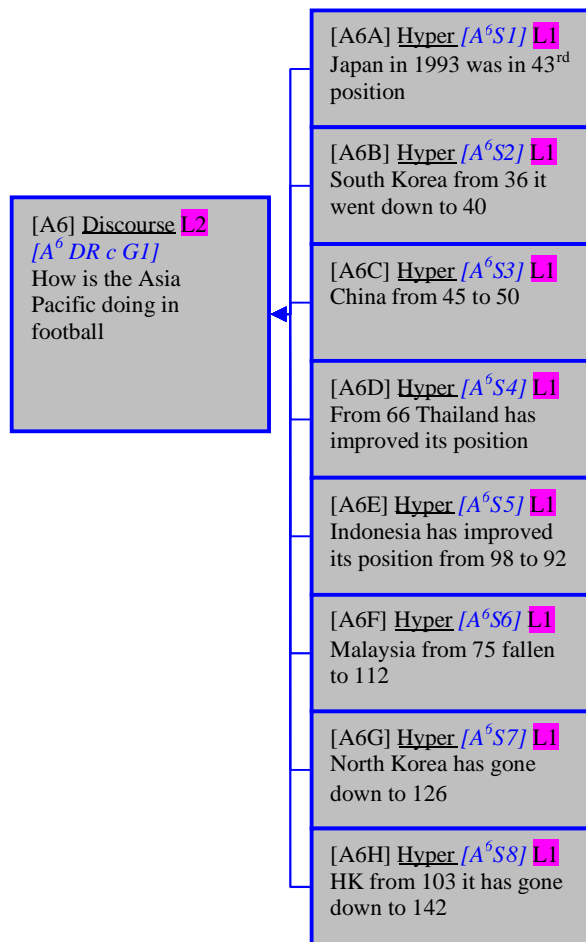 [A6] Discourse L2
[A⁶ DR c G1]
How is the Asia
Pacific doing in
football
[A6A] Hyper [A⁶S1] L1
Japan in 1993 was in 43rd
position
[A6B] Hyper [A⁶S2] L1
South Korea from 36 it
went down to 40
[A6C] Hyper [A⁶S3] L1
China from 45 to 50
[A6D] Hyper [A⁶S4] L1
From 66 Thailand has
improved its position
[A6E] Hyper [A⁶S5] L1
Indonesia has improved
its position from 98 to 92
[A6F] Hyper [A⁶S6] L1
Malaysia from 75 fallen
to 112
[A6G] Hyper [A⁶S7] L1
North Korea has gone
down to 126
[A6H] Hyper [A⁶S8] L1
HK from 103 it has gone
down to 142